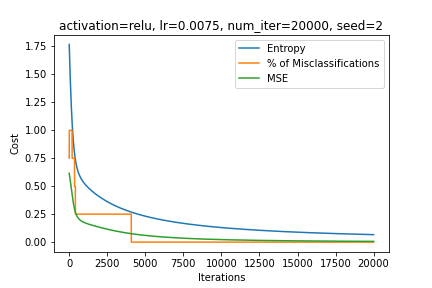 activation=relu, lr=0.0075, num_iter=20000, seed=2
Entropy
% of Misclassifications
MSE
Cost
1.75
1.50
1.25
1.00
0.75
0.50
0.25
0.00
0 2500 5000 7500 10000 12500 15000 17500 20000
Iterations